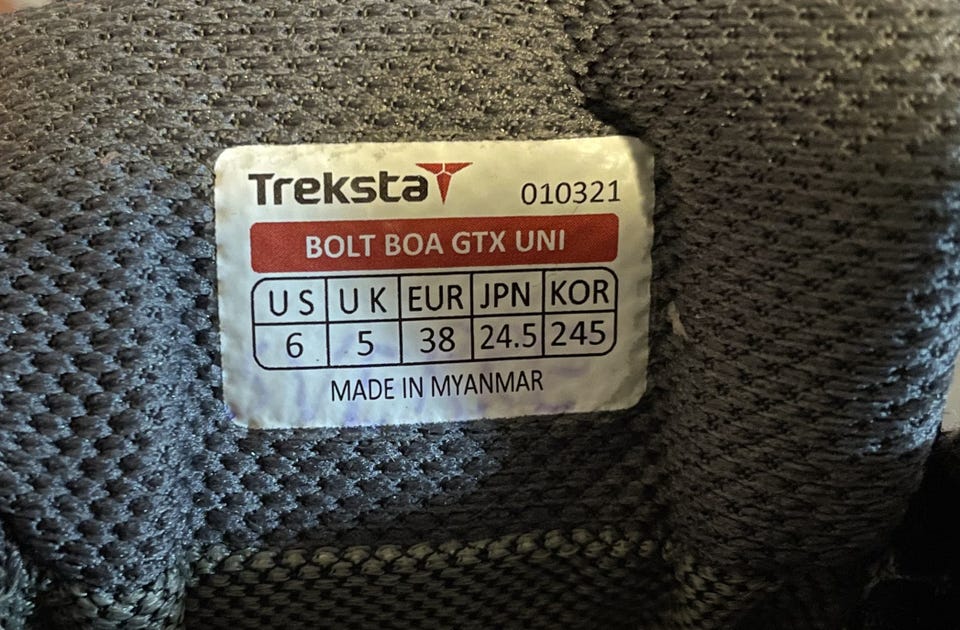 Treksta 010321
BOLT BOA GTX UNI
US UK EUR JPN KOR
6 5 38 24.5 245
MADE IN MYANMAR